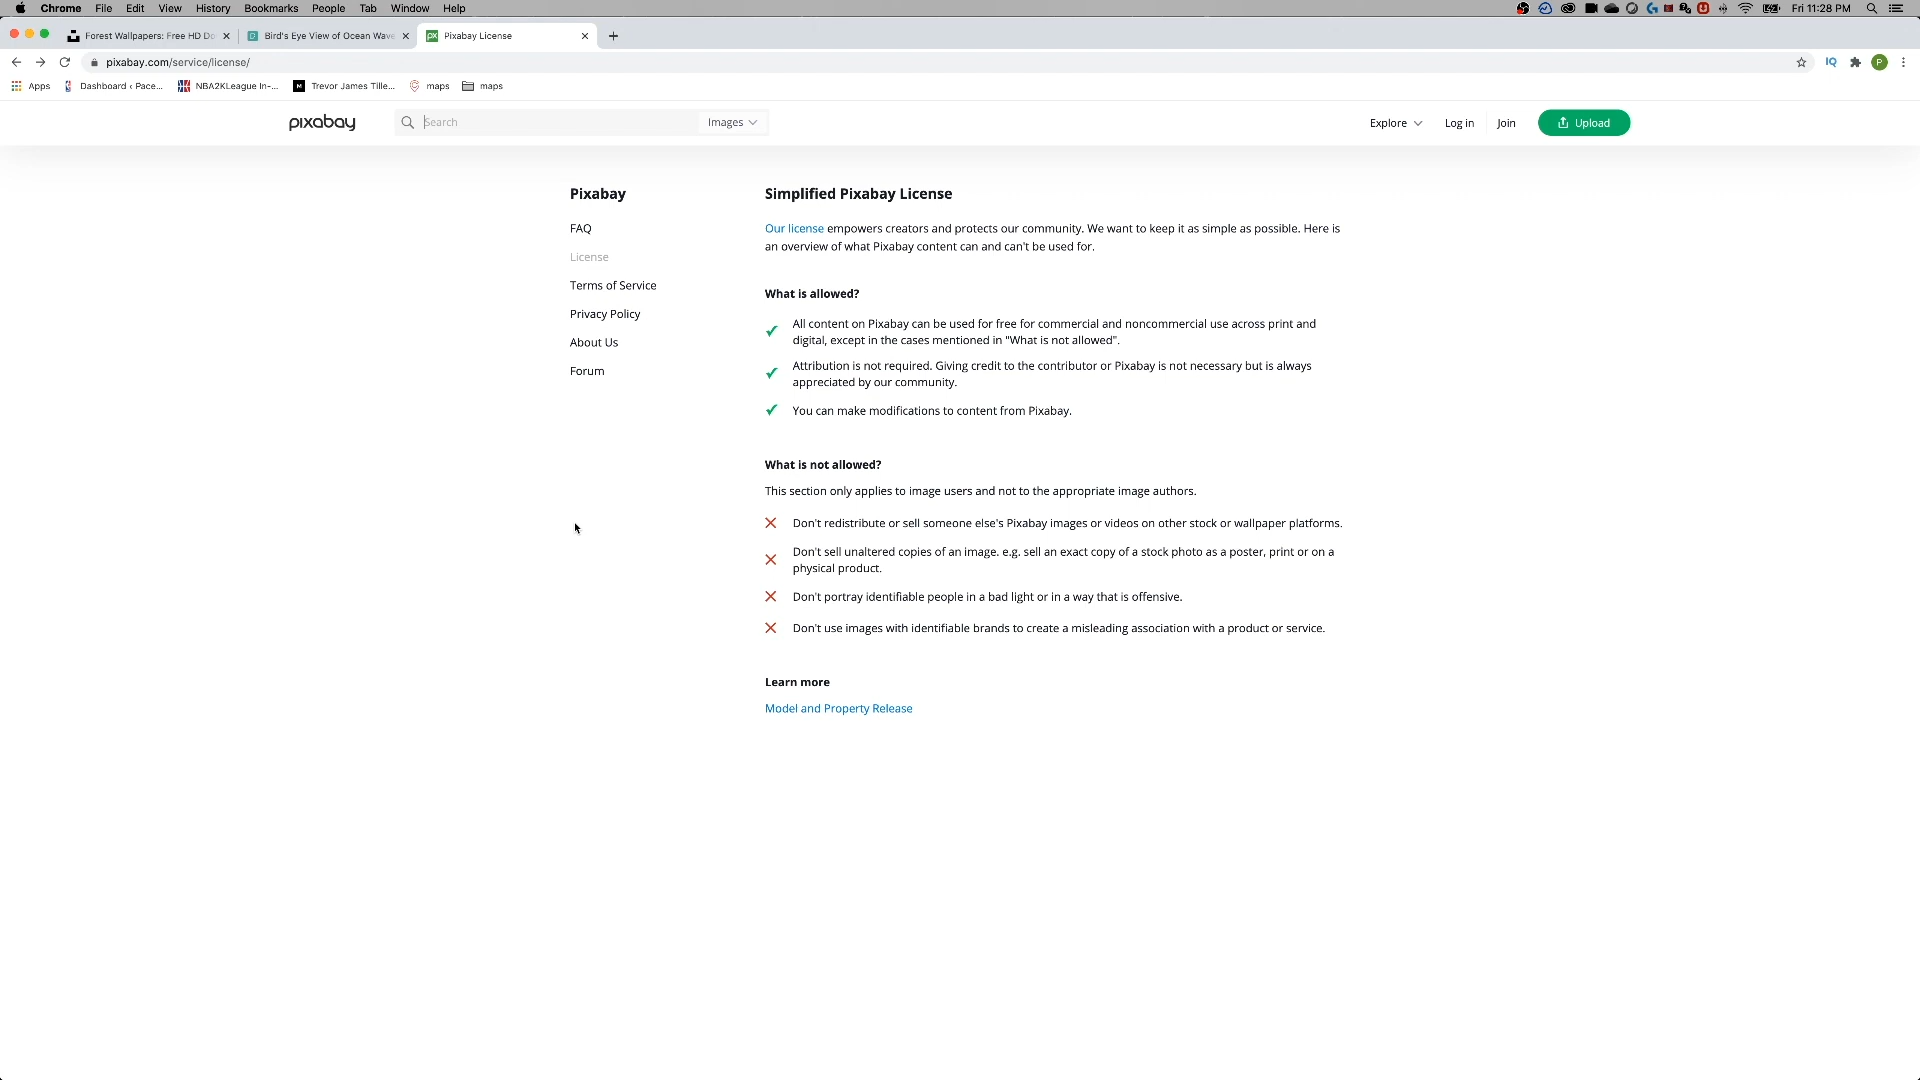 Chrome File Edit View History Bookmarks People Tab Window Help Fri 11:28 PM
Forest Wallpapers: Free HD Do Bird's Eye View of Ocean Wave Pixabay License
pixabay.com/service/license/
Apps Dashboard ‹ Pace... NBA2KLeague In-... Trevor James Tille... maps maps
pixabay Search Images Explore Log in Join Upload
Pixabay
FAQ
License
Terms of Service
Privacy Policy
About Us
Forum
Simplified Pixabay License
Our license empowers creators and protects our community. We want to keep it as simple as possible. Here is
an overview of what Pixabay content can and can't be used for.
What is allowed?
All content on Pixabay can be used for free for commercial and noncommercial use across print and
digital, except in the cases mentioned in "What is not allowed".
Attribution is not required. Giving credit to the contributor or Pixabay is not necessary but is always
appreciated by our community.
You can make modifications to content from Pixabay.
What is not allowed?
This section only applies to image users and not to the appropriate image authors.
Don't redistribute or sell someone else's Pixabay images or videos on other stock or wallpaper platforms.
Don't sell unaltered copies of an image. e.g. sell an exact copy of a stock photo as a poster, print or on a
physical product.
Don't portray identifiable people in a bad light or in a way that is offensive.
Don't use images with identifiable brands to create a misleading association with a product or service.
Learn more
Model and Property Release